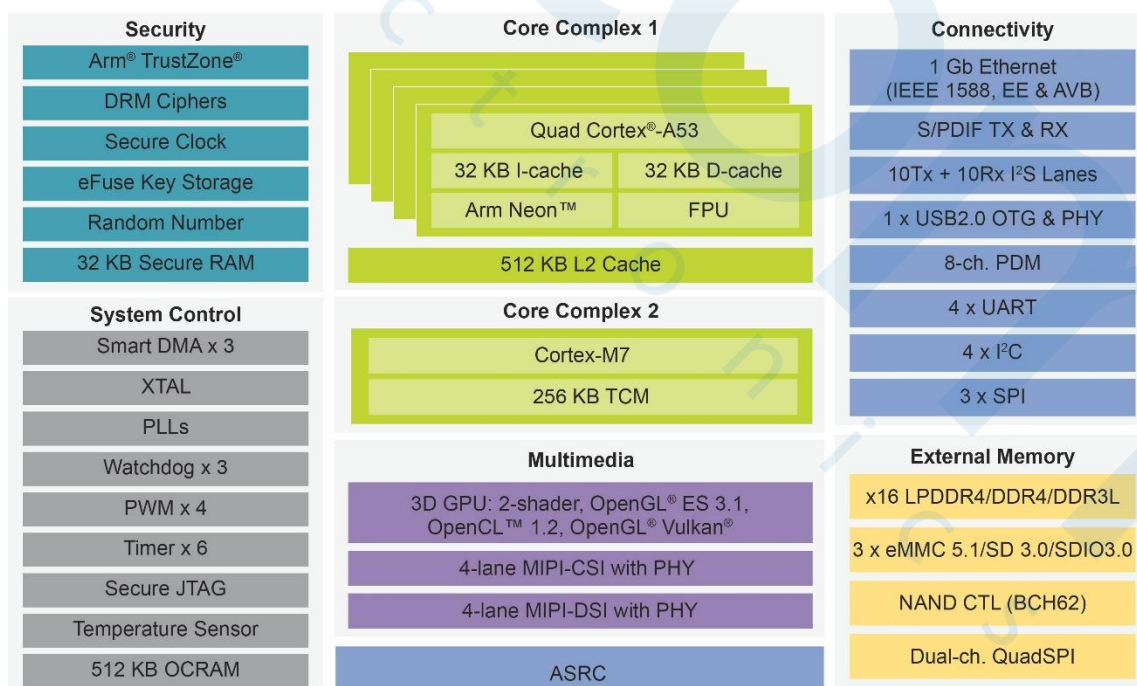 Security
Arm® TrustZone®
DRM Ciphers
Secure Clock
eFuse Key Storage
Random Number
32 KB Secure RAM
System Control
Smart DMA x 3
XTAL
PLLs
Watchdog x 3
PWM x 4
Timer x 6
Secure JTAG
Temperature Sensor
512 KB OCRAM
Core Complex 1
Quad Cortex®-A53
32 KB I-cache
32 KB D-cache
Arm Neon™
FPU
512 KB L2 Cache
Core Complex 2
Cortex-M7
256 KB TCM
Multimedia
3D GPU: 2-shader, OpenGL® ES 3.1,
OpenCL™ 1.2, OpenGL® Vulkan®
4-lane MIPI-CSI with PHY
4-lane MIPI-DSI with PHY
ASRC
Connectivity
1 Gb Ethernet
(IEEE 1588, EE & AVB)
S/PDIF TX & RX
10Tx + 10Rx I²S Lanes
1 x USB2.0 OTG & PHY
8-ch. PDM
4 x UART
4 x I²C
3 x SPI
External Memory
x16 LPDDR4/DDR4/DDR3L
3 x eMMC 5.1/SD 3.0/SDIO3.0
NAND CTL (BCH62)
Dual-ch. QuadSPI